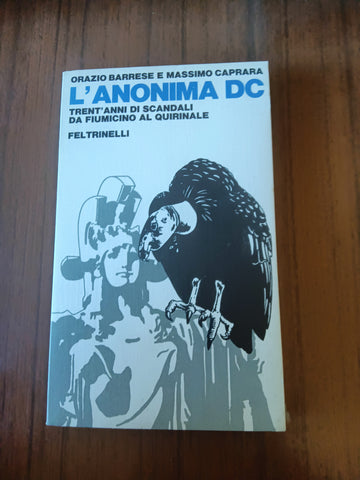 ORAZIO BARRESE E MASSIMO CAPRARA
L'ANONIMA DC
TRENT'ANNI DI SCANDALI
DA FIUMICINO AL QUIRINALE
FELTRINELLI